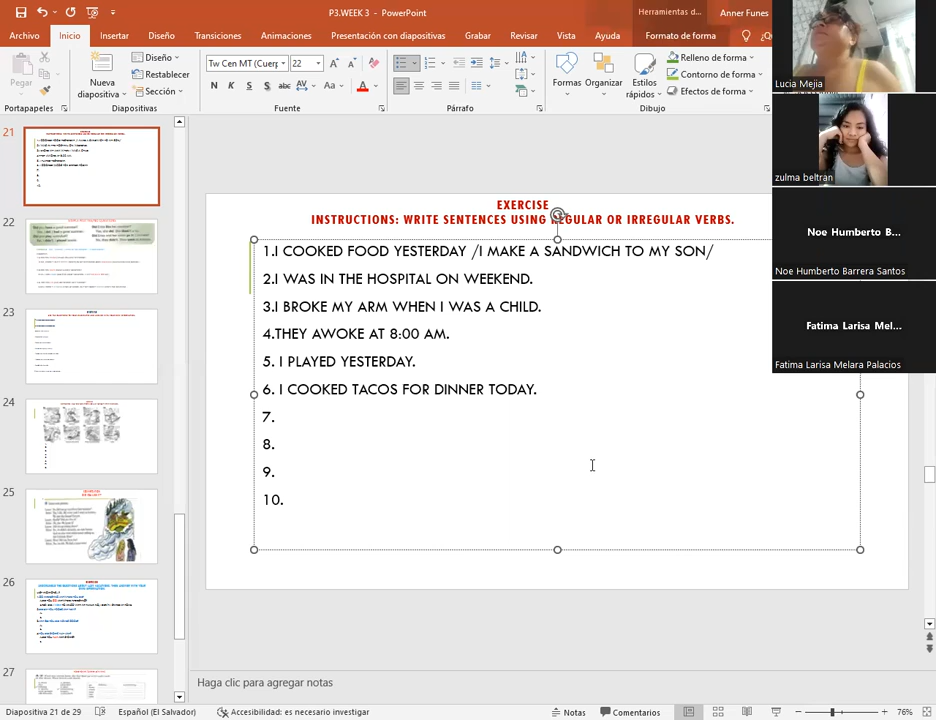 P3.WEEK 3 - PowerPoint
Herramientas d...
Anner Funes
Archivo Inicio Insertar Diseño Transiciones Animaciones Presentación con diapositivas Grabar Revisar Vista Ayuda Formato de forma
Pegar
Nueva diapositiva
Diseño
Restablecer
Sección
Tw Cen MT (Cuerp 22
N K S S abc AV Aa A
Formas Organizar Estilos rápidos
Relleno de forma
Contorno de forma
Efectos de forma
Portapapeles Diapositivas Fuente Párrafo Dibujo
Lucia Mejia
zulma beltran
Noe Humberto B...
Noe Humberto Barrera Santos
Fatima Larisa Mel...
Fatima Larisa Melara Palacios
21
22
23
24
25
26
27
EXERCISE
INSTRUCTIONS: WRITE SENTENCES USING REGULAR OR IRREGULAR VERBS.
1.I COOKED FOOD YESTERDAY /I MAKE A SANDWICH TO MY SON/
2.I WAS IN THE HOSPITAL ON WEEKEND.
3.I BROKE MY ARM WHEN I WAS A CHILD.
4.THEY AWOKE AT 8:00 AM.
5. I PLAYED YESTERDAY.
6. I COOKED TACOS FOR DINNER TODAY.
7.
8.
9.
10.
Haga clic para agregar notas
Diapositiva 21 de 29 Español (El Salvador) Accesibilidad: es necesario investigar Notas Comentarios 76%